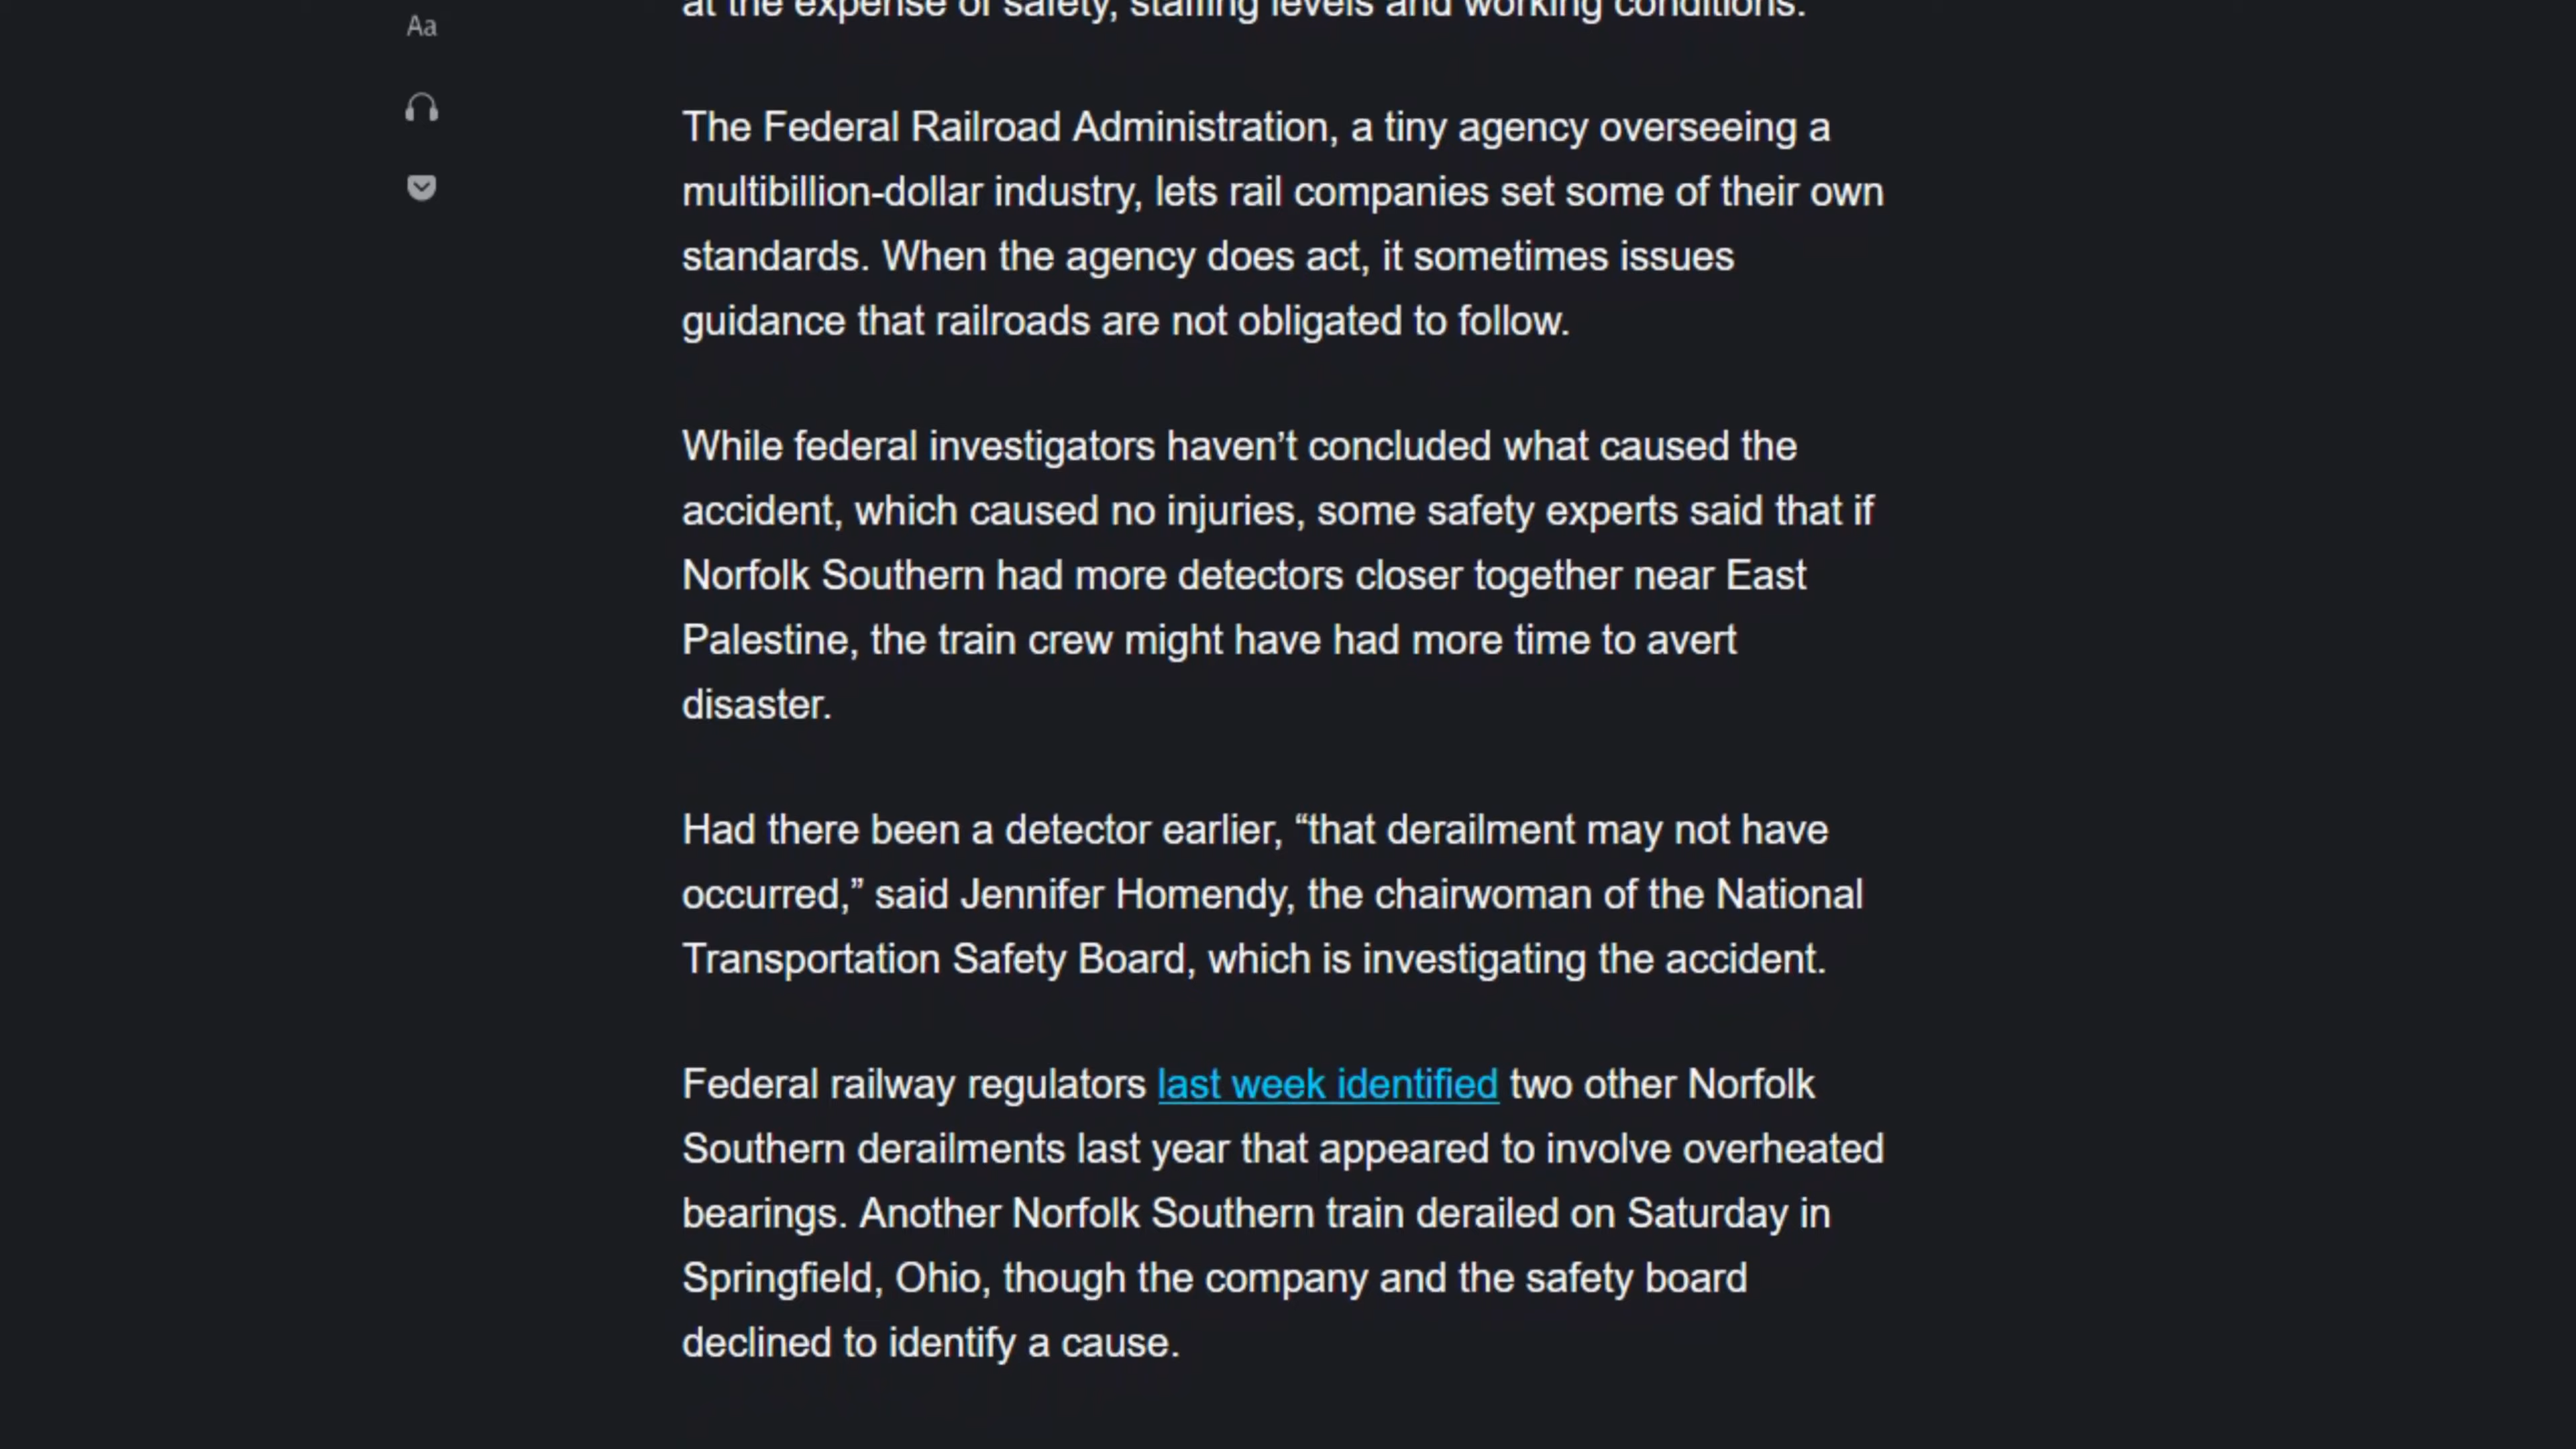 Aa
at the expense of safety, staffing levels and working conditions.
The Federal Railroad Administration, a tiny agency overseeing a
multibillion-dollar industry, lets rail companies set some of their own
standards. When the agency does act, it sometimes issues
guidance that railroads are not obligated to follow.
While federal investigators haven’t concluded what caused the
accident, which caused no injuries, some safety experts said that if
Norfolk Southern had more detectors closer together near East
Palestine, the train crew might have had more time to avert
disaster.
Had there been a detector earlier, “that derailment may not have
occurred,” said Jennifer Homendy, the chairwoman of the National
Transportation Safety Board, which is investigating the accident.
Federal railway regulators last week identified two other Norfolk
Southern derailments last year that appeared to involve overheated
bearings. Another Norfolk Southern train derailed on Saturday in
Springfield, Ohio, though the company and the safety board
declined to identify a cause.